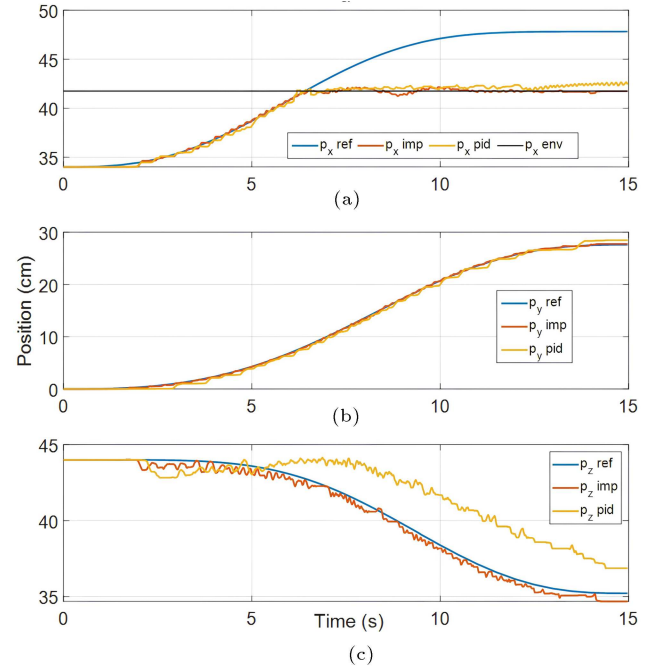 50
45
40
35
p_x ref p_x imp p_x pid p_x env
0 5 10 15
(a)
Position (cm)
30
20
10
0
p_y ref
p_y imp
p_y pid
0 5 10 15
(b)
45
40
35
p_z ref
p_z imp
p_z pid
0 5 10 15
Time (s)
(c)